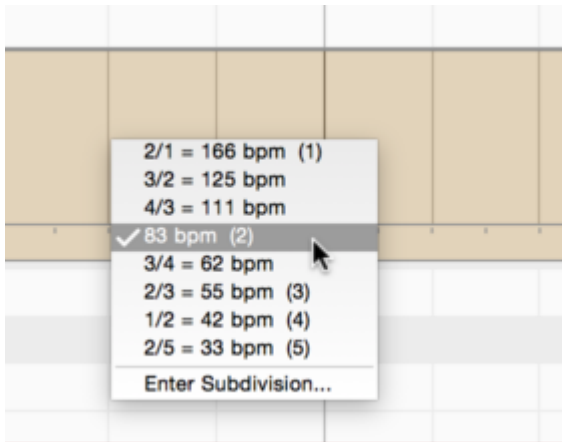 2/1 = 166 bpm (1)
3/2 = 125 bpm
4/3 = 111 bpm
✓ 83 bpm (2)
3/4 = 62 bpm
2/3 = 55 bpm (3)
1/2 = 42 bpm (4)
2/5 = 33 bpm (5)
Enter Subdivision...